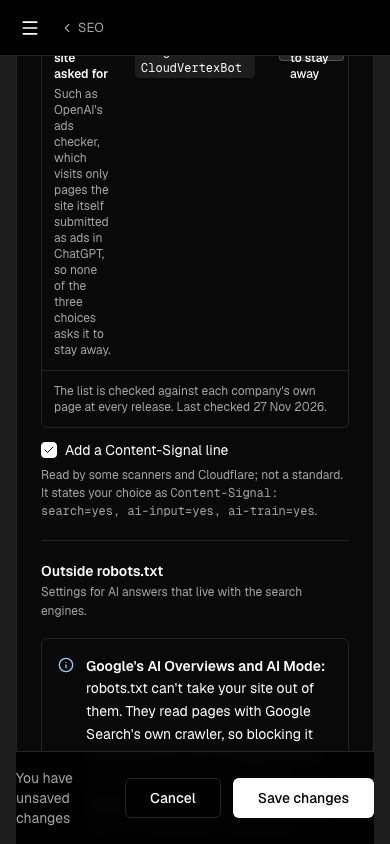 SEO
site
asked for
CloudVertexBot
to stay
away
Such as
OpenAI's
ads
checker,
which
visits only
pages the
site itself
submitted
as ads in
ChatGPT,
so none
of the
three
choices
asks it to
stay away.
The list is checked against each company's own
page at every release. Last checked 27 Nov 2026.
Add a Content-Signal line
Read by some scanners and Cloudflare; not a standard.
It states your choice as Content-Signal:
search=yes, ai-input=yes, ai-train=yes.
Outside robots.txt
Settings for AI answers that live with the search
engines.
Google's AI Overviews and AI Mode:
robots.txt can't take your site out of
them. They read pages with Google
Search's own crawler, so blocking it
You have
unsaved
changes
Cancel
Save changes